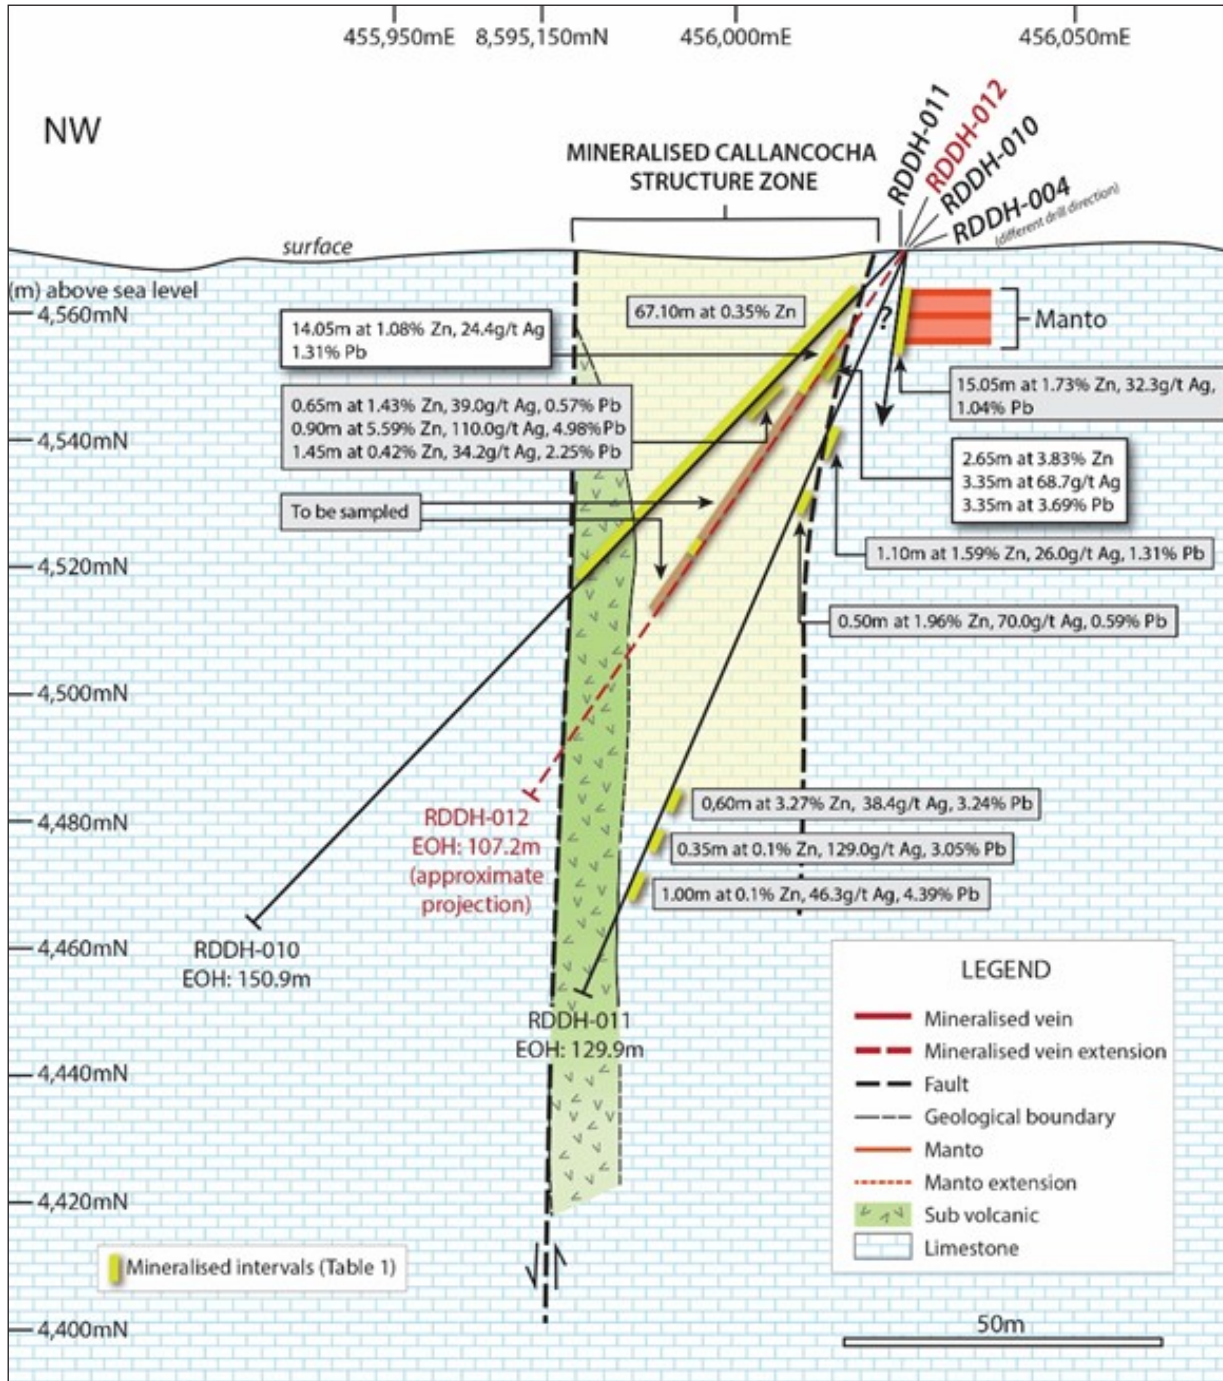 455,950mE
8,595,150mN
456,000mE
456,050mE
NW
MINERALISED CALLANCOCHA
STRUCTURE ZONE
RDDH-011
RDDH-012
RDDH-010
RDDH-004
(different drill direction)
surface
(m) above sea level
4,560mN
67.10m at 0.35% Zn
?
Manto
14.05m at 1.08% Zn, 24.4g/t Ag
1.31% Pb
15.05m at 1.73% Zn, 32.3g/t Ag,
1.04% Pb
0.65m at 1.43% Zn, 39.0g/t Ag, 0.57% Pb
0.90m at 5.59% Zn, 110.0g/t Ag, 4.98%Pb
1.45m at 0.42% Zn, 34.2g/t Ag, 2.25% Pb
4,540mN
2.65m at 3.83% Zn
3.35m at 68.7g/t Ag
3.35m at 3.69% Pb
To be sampled
1.10m at 1.59% Zn, 26.0g/t Ag, 1.31% Pb
4,520mN
0.50m at 1.96% Zn, 70.0g/t Ag, 0.59% Pb
4,500mN
0,60m at 3.27% Zn, 38.4g/t Ag, 3.24% Pb
RDDH-012
EOH: 107.2m
(approximate
projection)
4,480mN
0.35m at 0.1% Zn, 129.0g/t Ag, 3.05% Pb
1.00m at 0.1% Zn, 46.3g/t Ag, 4.39% Pb
4,460mN
RDDH-010
EOH: 150.9m
RDDH-011
EOH: 129.9m
4,440mN
4,420mN
4,400mN
Mineralised intervals (Table 1)
LEGEND
Mineralised vein
Mineralised vein extension
Fault
Geological boundary
Manto
Manto extension
Sub volcanic
Limestone
50m